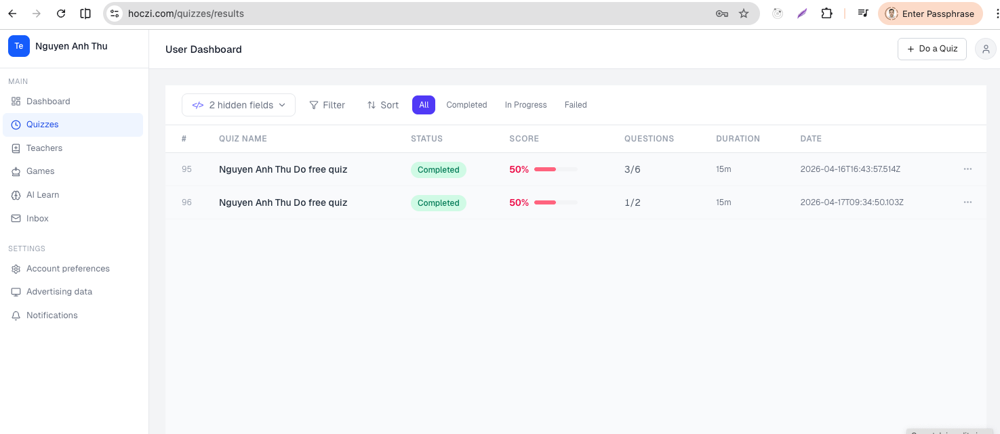 hoczi.com/quizzes/results
Enter Passphrase
Te Nguyen Anh Thu
User Dashboard
+ Do a Quiz
MAIN
Dashboard
Quizzes
Teachers
Games
AI Learn
Inbox
SETTINGS
Account preferences
Advertising data
Notifications
</> 2 hidden fields Filter Sort All Completed In Progress Failed
# QUIZ NAME STATUS SCORE QUESTIONS DURATION DATE
95 Nguyen Anh Thu Do free quiz Completed 50% 3/6 15m 2026-04-16T16:43:57.514Z ...
96 Nguyen Anh Thu Do free quiz Completed 50% 1/2 15m 2026-04-17T09:34:50.103Z ...